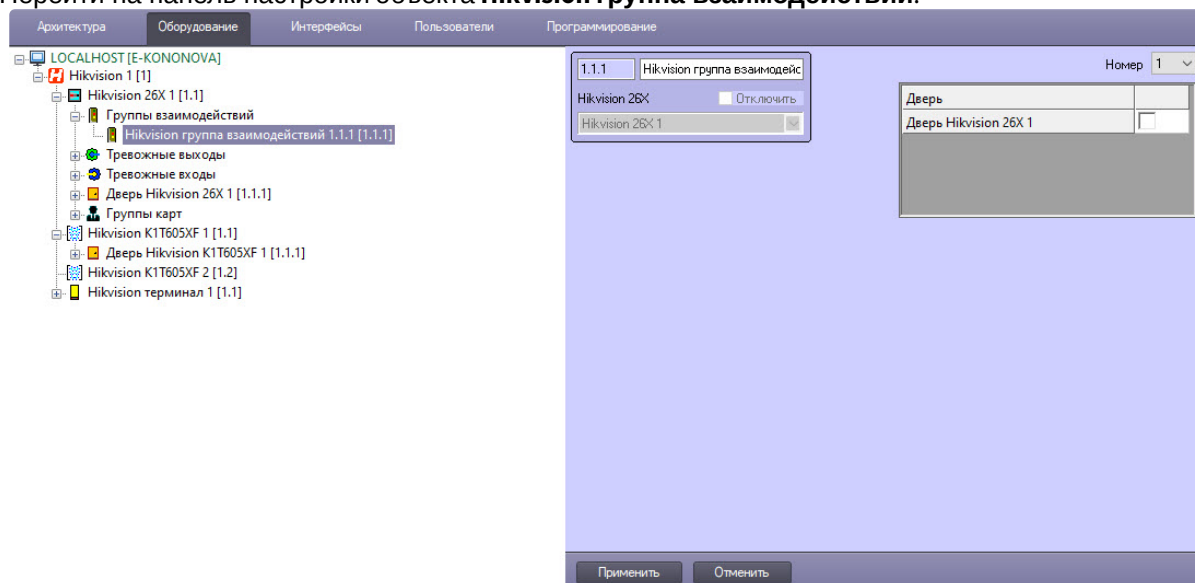 Перейти на панель настройки объекта Hikvision группа взаимодействий.
Архитектура Оборудование Интерфейсы Пользователи Программирование
LOCALHOST [E-KONONOVA]
Hikvision 1 [1]
Hikvision 26X 1 [1.1]
Группы взаимодействий
Hikvision группа взаимодействий 1.1.1 [1.1.1]
Тревожные выходы
Тревожные входы
Дверь Hikvision 26X 1 [1.1.1]
Группы карт
Hikvision K1T605XF 1 [1.1]
Дверь Hikvision K1T605XF 1 [1.1.1]
Hikvision K1T605XF 2 [1.2]
Hikvision терминал 1 [1.1]
1.1.1 Hikvision группа взаимодейс
Hikvision 26X Отключить
Hikvision 26X 1
Номер 1
Дверь
Дверь Hikvision 26X 1
Применить Отменить